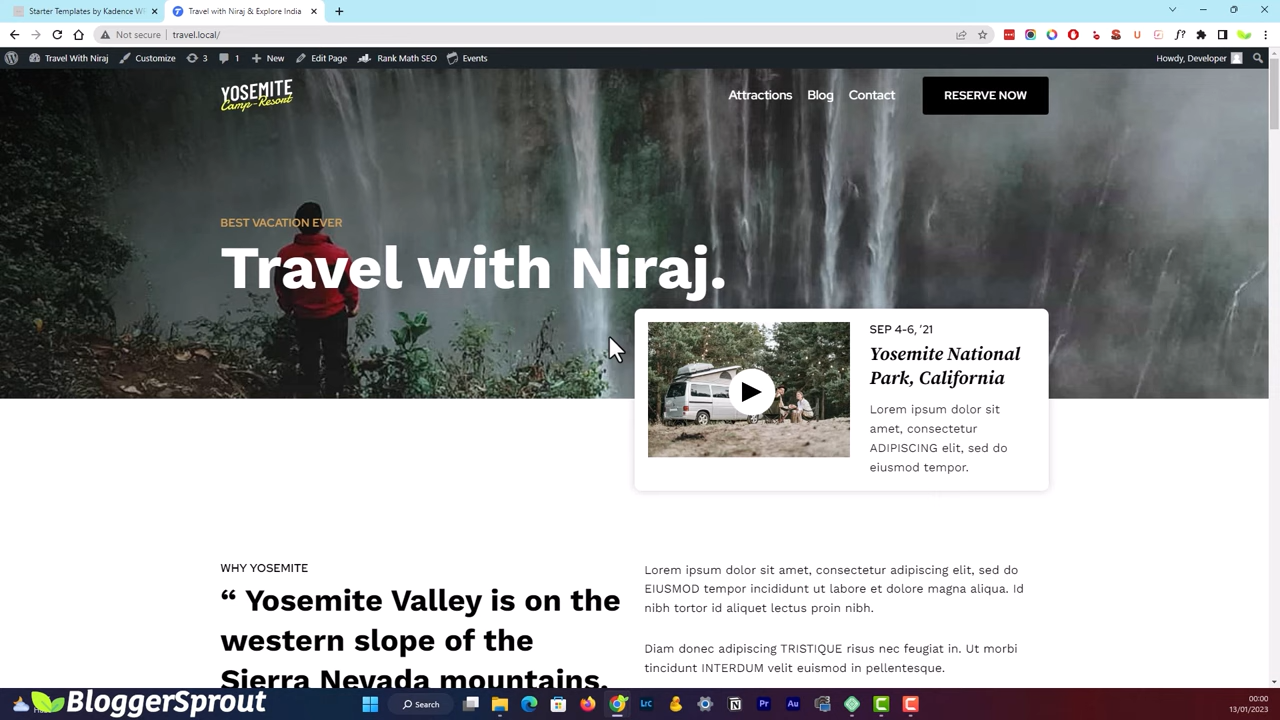 Starter Templates by Kadence WP
Travel with Niraj & Explore India
Not secure
travel.local/
Travel With Niraj
Customize
3
1
New
Edit Page
Rank Math SEO
Events
Howdy, Developer
YOSEMITE
Camp-Resort
Attractions
Blog
Contact
RESERVE NOW
BEST VACATION EVER
Travel with Niraj.
SEP 4-6, '21
Yosemite National
Park, California
Lorem ipsum dolor sit
amet, consectetur
ADIPISCING elit, sed do
eiusmod tempor.
WHY YOSEMITE
“ Yosemite Valley is on the
western slope of the
Sierra Nevada mountains.
Lorem ipsum dolor sit amet, consectetur adipiscing elit, sed do
EIUSMOD tempor incididunt ut labore et dolore magna aliqua. Id
nibh tortor id aliquet lectus proin nibh.
Diam donec adipiscing TRISTIQUE risus nec feugiat in. Ut morbi
tincidunt INTERDUM velit euismod in pellentesque.
BloggerSprout
Search
Lrc
Pr
Au
00:00
13/01/2023